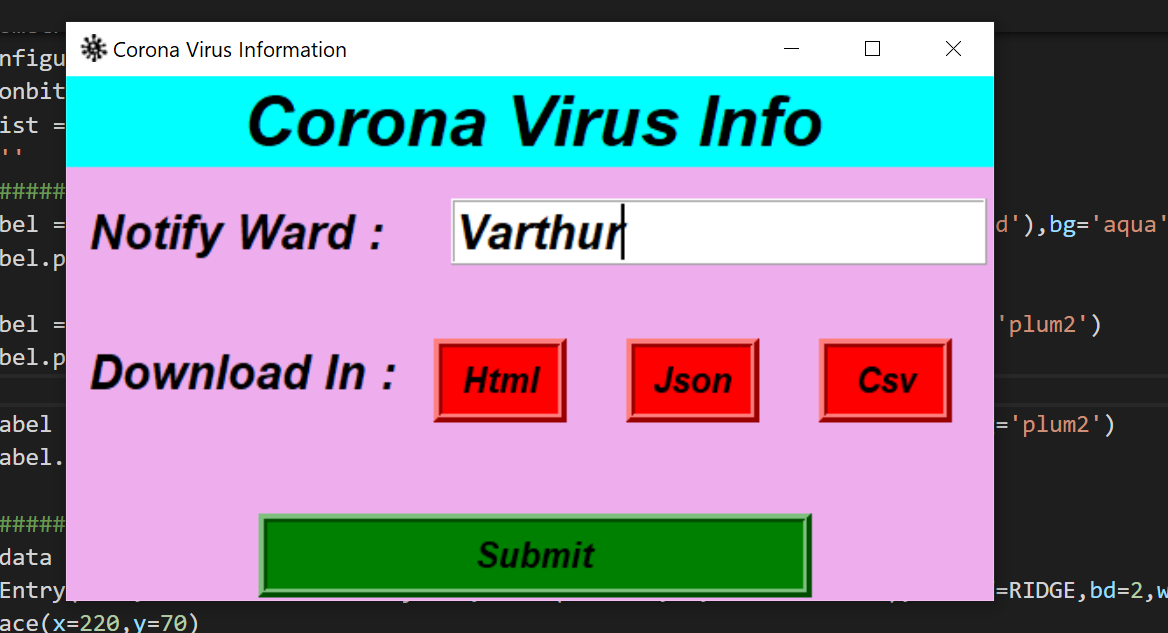 nfigu
onbit
ist =
''
######
bel =
bel.p
bel =
bel.p
abel
abel.
######
data
Entry
ace(x=220,y=70)
Corona Virus Information
Corona Virus Info
Notify Ward :
Varthur
Download In :
Html
Json
Csv
Submit
d'),bg='aqua'
'plum2')
='plum2')
=RIDGE,bd=2,w